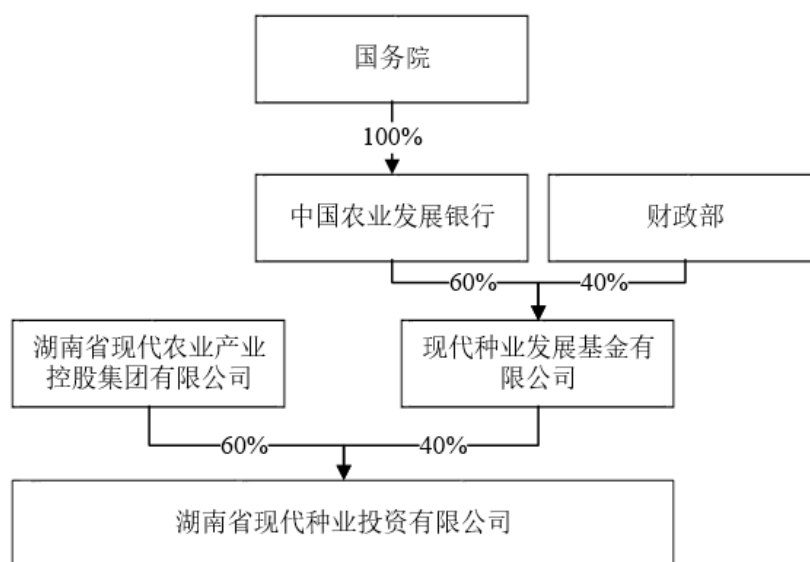 国务院
100%
中国农业发展银行
财政部
60%
40%
湖南省现代农业产业
控股集团有限公司
现代种业发展基金有
限公司
60%
40%
湖南省现代种业投资有限公司